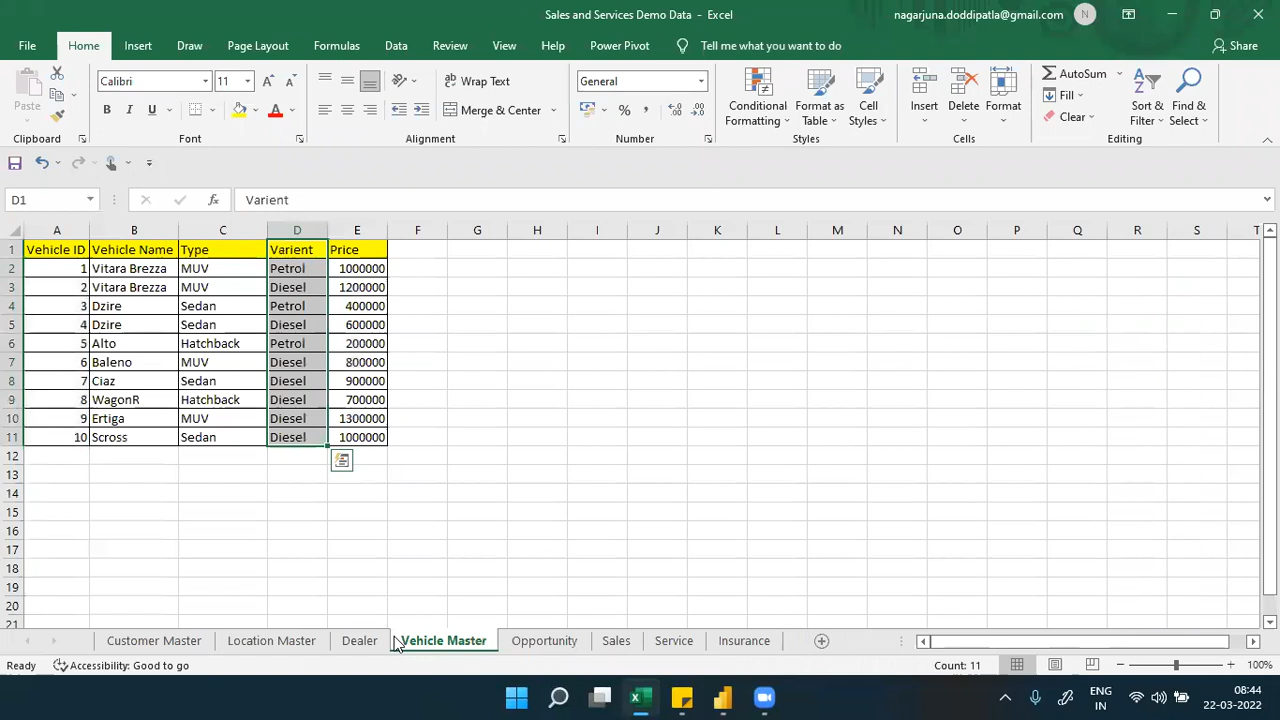 Sales and Services Demo Data - Excel
nagarjuna.doddipatla@gmail.com N
File Home Insert Draw Page Layout Formulas Data Review View Help Power Pivot Tell me what you want to do Share
Paste
Clipboard
Calibri 11
B I U
Font
Wrap Text
Merge & Center
Alignment
General
%
Number
Conditional Formatting
Format as Table
Cell Styles
Styles
Insert Delete Format
Cells
AutoSum
Fill
Clear
Sort & Filter
Find & Select
Editing
D1 fx Varient
A B C D E F G H I J K L M N O P Q R S T
1 Vehicle ID Vehicle Name Type Varient Price
2 1 Vitara Brezza MUV Petrol 1000000
3 2 Vitara Brezza MUV Diesel 1200000
4 3 Dzire Sedan Petrol 400000
5 4 Dzire Sedan Diesel 600000
6 5 Alto Hatchback Petrol 200000
7 6 Baleno MUV Diesel 800000
8 7 Ciaz Sedan Diesel 900000
9 8 WagonR Hatchback Diesel 700000
10 9 Ertiga MUV Diesel 1300000
11 10 Scross Sedan Diesel 1000000
12
13
14
15
16
17
18
19
20
21
Customer Master Location Master Dealer Vehicle Master Opportunity Sales Service Insurance
Ready Accessibility: Good to go Count: 11 100%
ENG
IN
08:44
22-03-2022